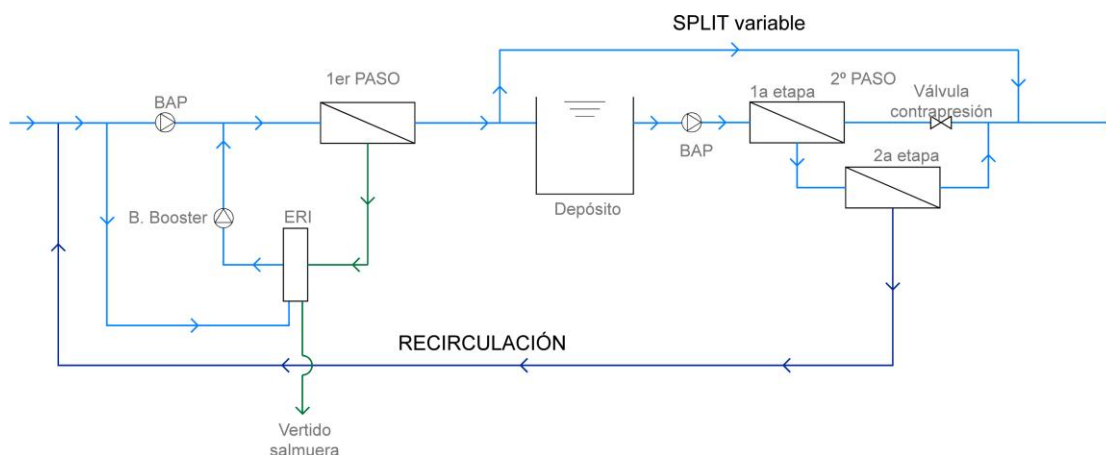 SPLIT variable
1er PASO
2º PASO
BAP
1a etapa
Válvula
contrapresión
BAP
2a etapa
Depósito
B. Booster
ERI
RECIRCULACIÓN
Vertido
salmuera